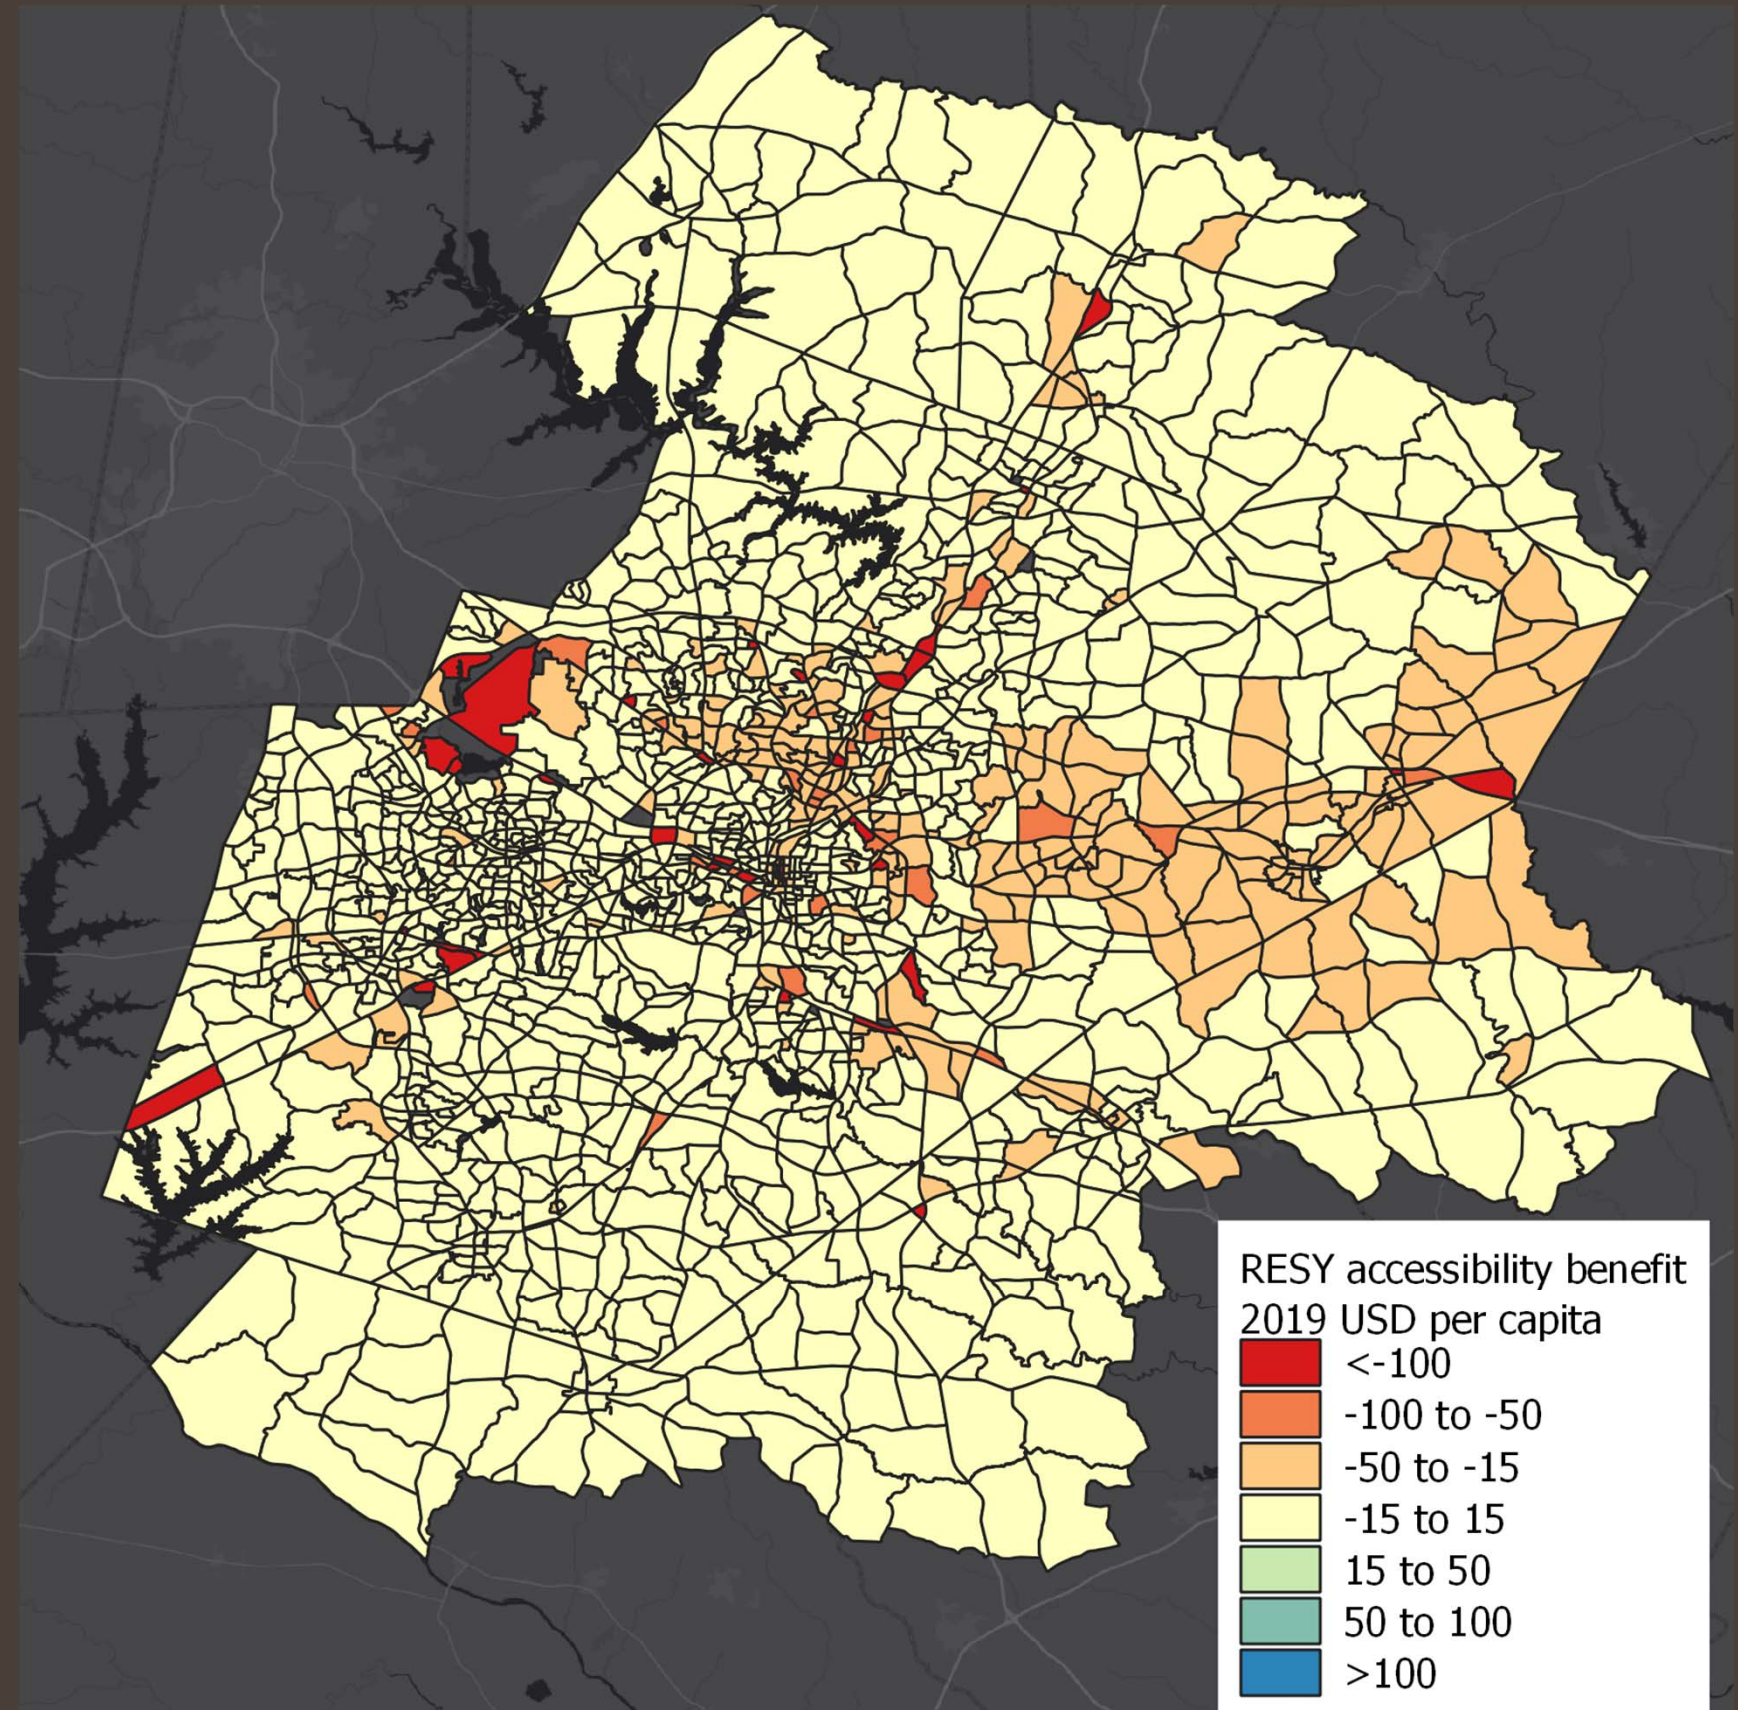 RESY accessibility benefit
2019 USD per capita
<-100
-100 to -50
-50 to -15
-15 to 15
15 to 50
50 to 100
>100